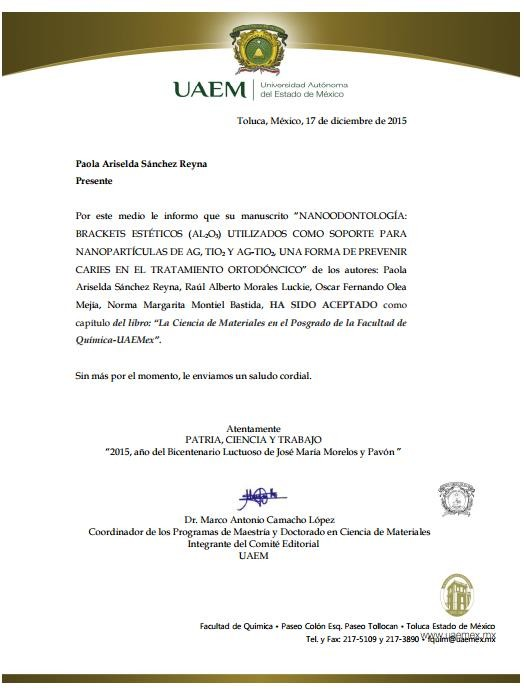 UAEM
Universidad Autónoma
del Estado de México
Toluca, México, 17 de diciembre de 2015
Paola Ariselda Sánchez Reyna
Presente
Por este medio le informo que su manuscrito "NANOODONTOLOGÍA:
BRACKETS ESTÉTICOS (AL₂O₃) UTILIZADOS COMO SOPORTE PARA
NANOPARTÍCULAS DE AG, TIO₂ Y AG-TIO₂, UNA FORMA DE PREVENIR
CARIES EN EL TRATAMIENTO ORTODÓNCICO" de los autores: Paola
Ariselda Sánchez Reyna, Raúl Alberto Morales Luckie, Oscar Fernando Olea
Mejía, Norma Margarita Montiel Bastida, HA SIDO ACEPTADO como
capítulo del libro: "La Ciencia de Materiales en el Posgrado de la Facultad de
Química-UAEMex".
Sin más por el momento, le enviamos un saludo cordial.
Atentamente
PATRIA, CIENCIA Y TRABAJO
"2015, año del Bicentenario Luctuoso de José María Morelos y Pavón "
Dr. Marco Antonio Camacho López
Coordinador de los Programas de Maestría y Doctorado en Ciencia de Materiales
Integrante del Comité Editorial
UAEM
Facultad de Química • Paseo Colón Esq. Paseo Tollocan • Toluca Estado de México
Tel. y Fax: 217-5109 y 217-3890 • fquim@uaemex.mx
www.uaemex.mx